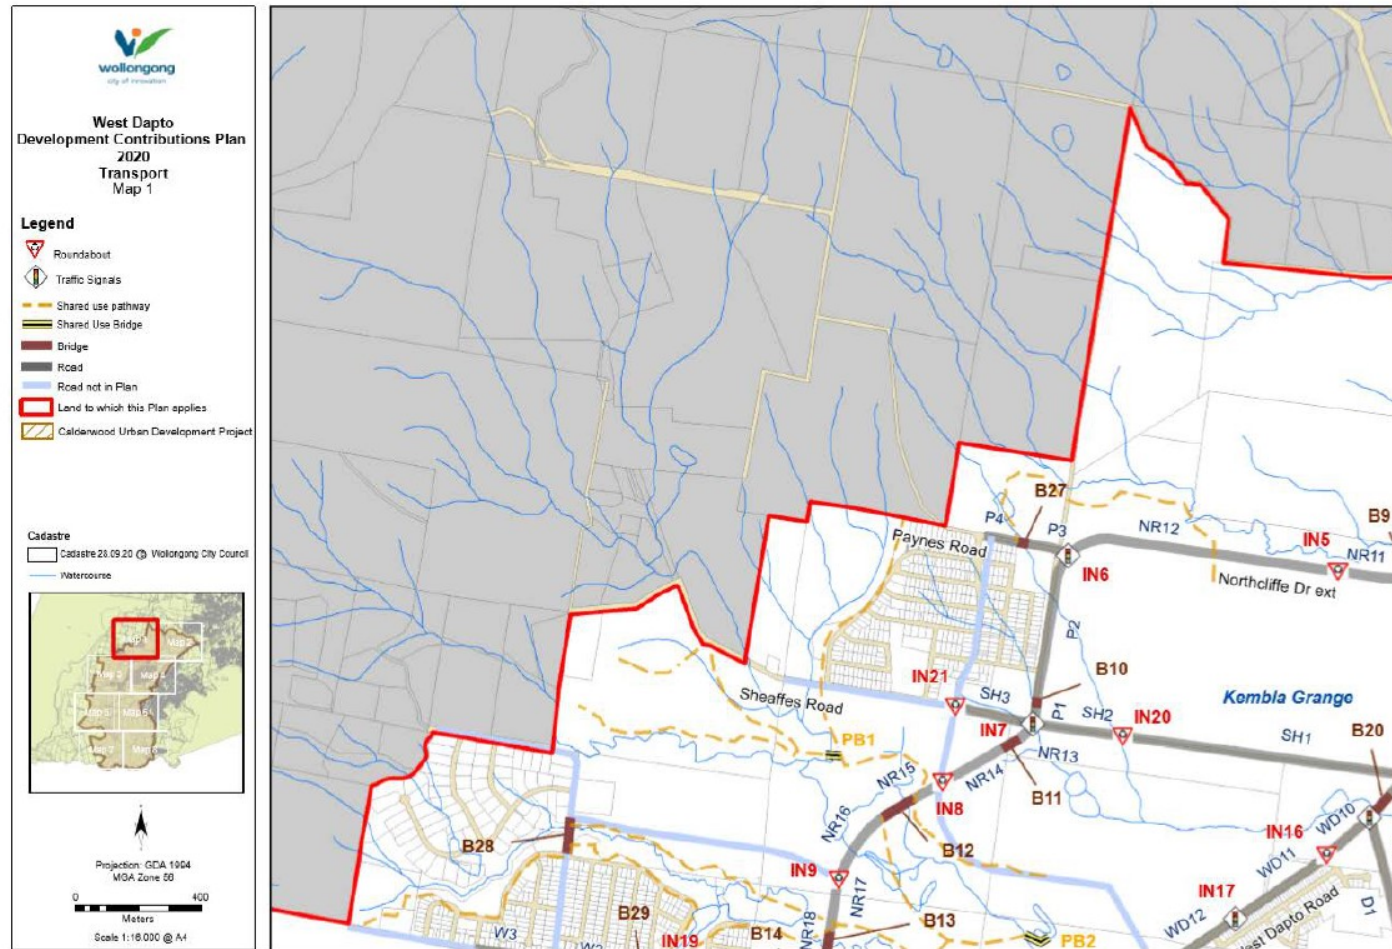 wollongong
city of innovation
West Dapto
Development Contributions Plan
2020
Transport
Map 1
Legend
Roundabout
Traffic Signals
Shared use pathway
Shared Use Bridge
Bridge
Road
Road not in Plan
Land to which this Plan applies
Calderwood Urban Development Project
Cadastre
Cadastre 28.09.20 © Wollongong City Council
Watercourse
Projection: GDA 1994
MGA Zone 56
0 400
Meters
Scale 1:16,000 @ A4
B27
P4
P3
NR12
B9
Paynes Road
IN5
NR11
IN6
Northcliffe Dr ext
P2
B10
IN21
SH3
Sheaffes Road
P1
SH2
IN20
Kembla Grange
IN7
SH1
B20
PB1
NR13
NR15
NR14
IN8
B11
NR16
WD10
IN16
B28
B12
WD11
IN9
NR17
IN17
West Dapto Road
B29
B13
WD12
D1
W3
IN19
B14
NR18
PB2